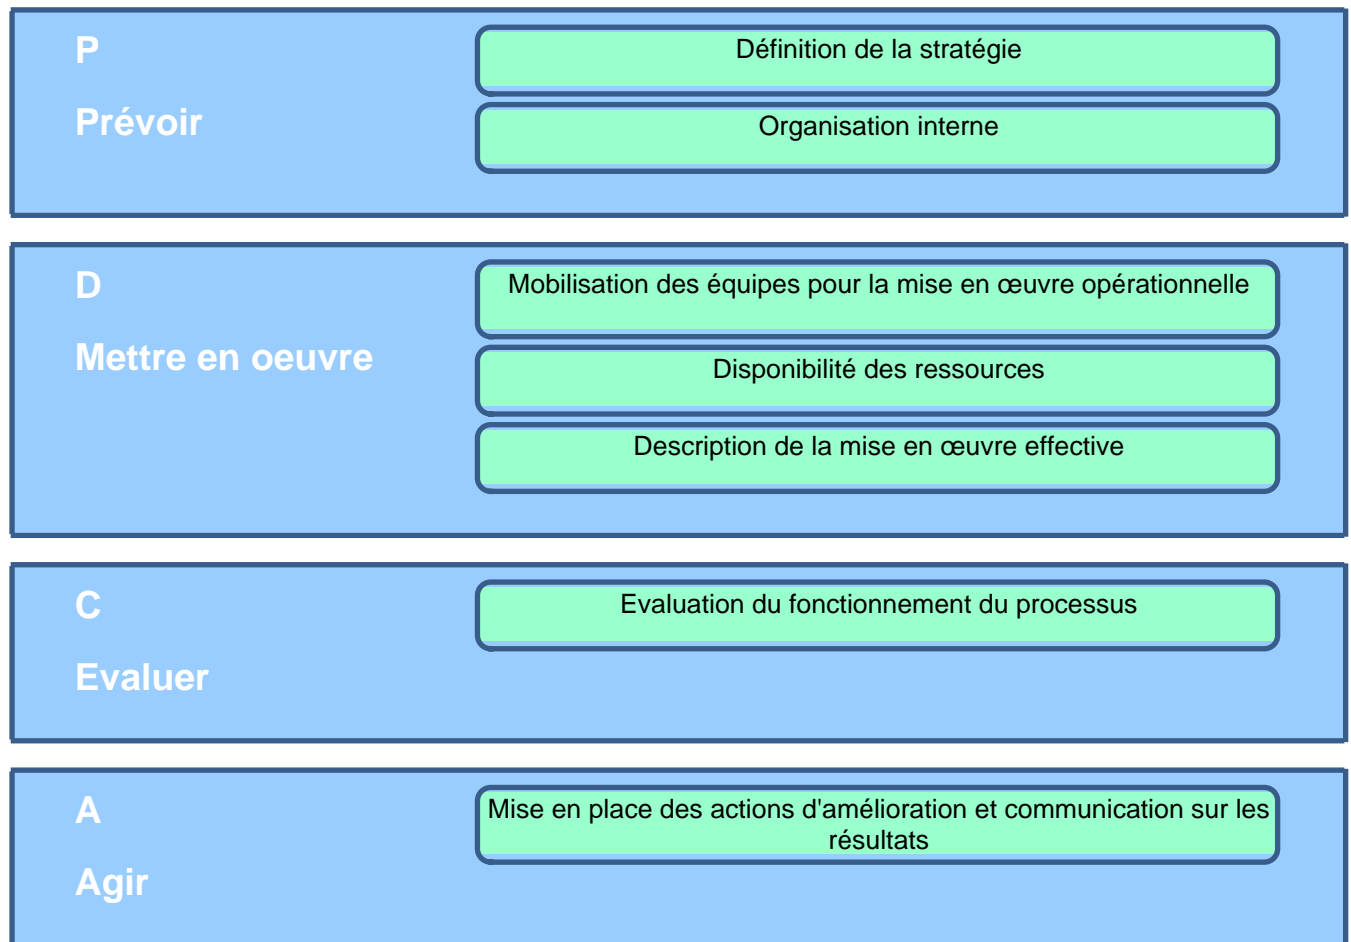 P
Prévoir
Définition de la stratégie
Organisation interne
D
Mettre en oeuvre
Mobilisation des équipes pour la mise en œuvre opérationnelle
Disponibilité des ressources
Description de la mise en œuvre effective
C
Evaluer
Evaluation du fonctionnement du processus
A
Agir
Mise en place des actions d'amélioration et communication sur les
résultats